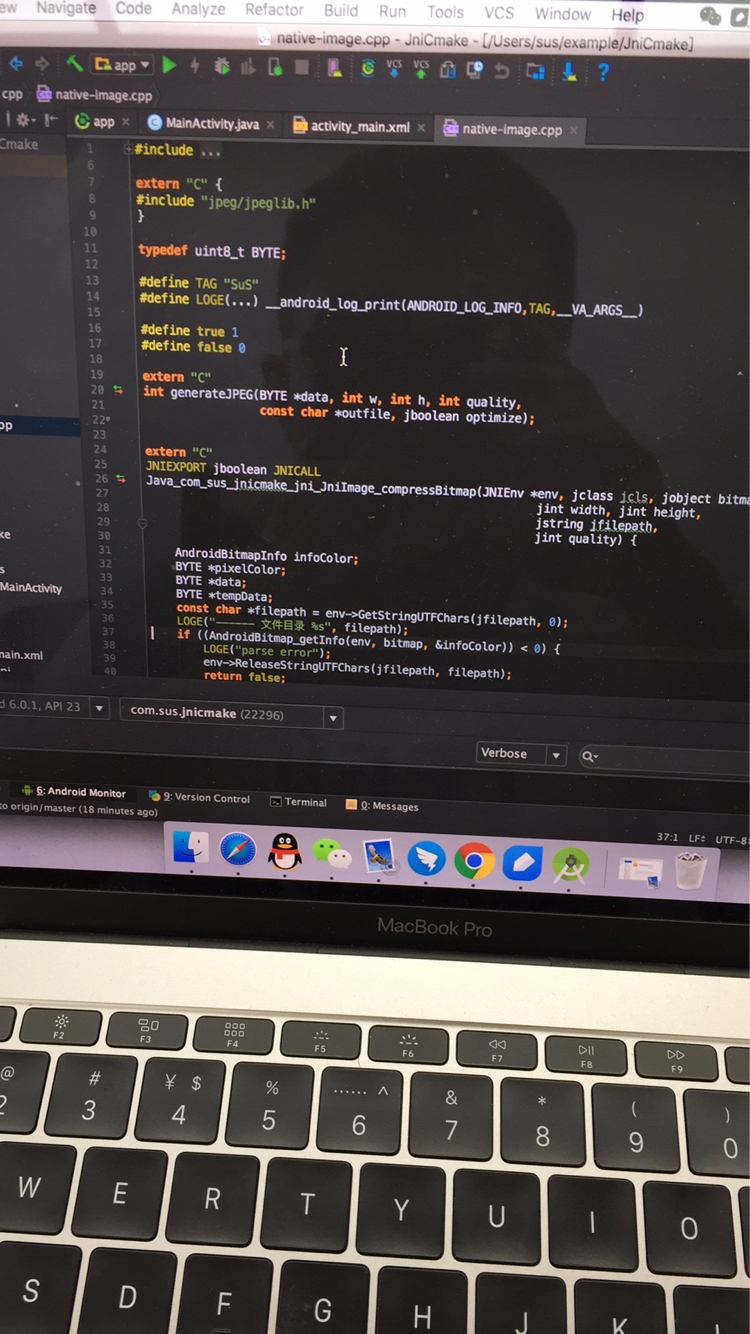 ew Navigate Code Analyze Refactor Build Run Tools VCS Window Help
native-image.cpp - JniCmake - [/Users/sus/example/JniCmake]
app VCS VCS ?
cpp native-image.cpp
Cmake app × MainActivity.java × activity_main.xml × native-image.cpp ×
1 #include ...
6
7 extern "C" {
8 #include "jpeg/jpeglib.h"
9 }
10
11 typedef uint8_t BYTE;
12
13 #define TAG "SuS"
14 #define LOGE(...) __android_log_print(ANDROID_LOG_INFO,TAG,__VA_ARGS__)
15
16 #define true 1
17 #define false 0
18
19 extern "C"
20 int generateJPEG(BYTE *data, int w, int h, int quality,
21 const char *outfile, jboolean optimize);
22
23
24 extern "C"
25 JNIEXPORT jboolean JNICALL
26 Java_com_sus_jnicmake_jni_JniImage_compressBitmap(JNIEnv *env, jclass jcls, jobject bitma
27 jint width, jint height,
28 jstring jfilepath,
29 jint quality) {
30
31 AndroidBitmapInfo infoColor;
32 BYTE *pixelColor;
33 BYTE *data;
34 BYTE *tempData;
35 const char *filepath = env->GetStringUTFChars(jfilepath, 0);
36 LOGE("—————— 文件目录 %s", filepath);
37 if ((AndroidBitmap_getInfo(env, bitmap, &infoColor)) < 0) {
38 LOGE("parse error");
39 env->ReleaseStringUTFChars(jfilepath, filepath);
40 return false;
pp
ke
s
MainActivity
main.xml
d 6.0.1, API 23 com.sus.jnicmake (22296)
Verbose
6: Android Monitor 9: Version Control Terminal 0: Messages
to origin/master (18 minutes ago) 37:1 LF÷ UTF-8
MacBook Pro
F2 F3 F4 F5 F6 F7 F8 F9
@ # ¥ $ % ...... ^ & * ( )
2 3 4 5 6 7 8 9 0
W E R T Y U I O
S D F G H J K L